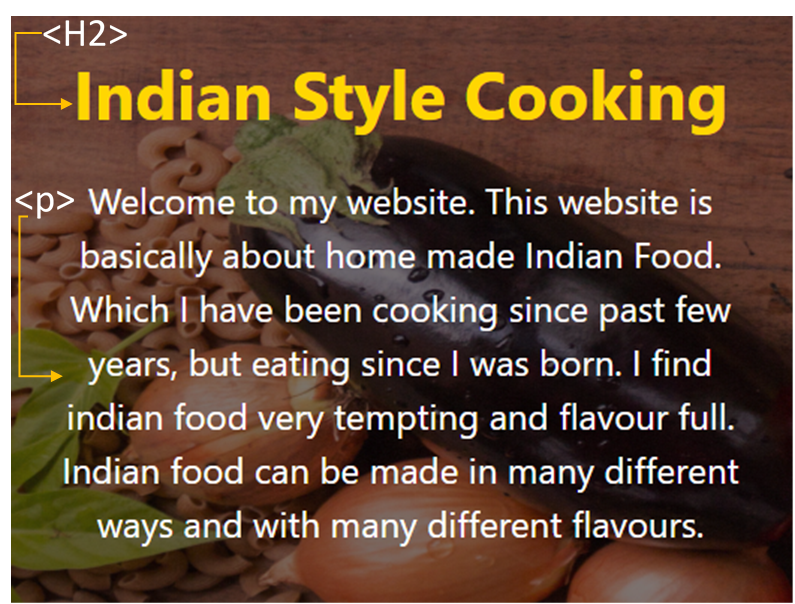 <H2>
Indian Style Cooking
<p> Welcome to my website. This website is
basically about home made Indian Food.
Which I have been cooking since past few
years, but eating since I was born. I find
indian food very tempting and flavour full.
Indian food can be made in many different
ways and with many different flavours.